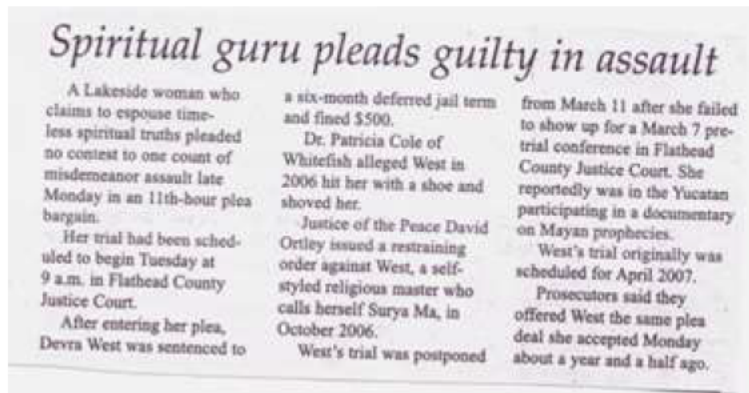 Spiritual guru pleads guilty in assault
A Lakeside woman who
claims to espouse time-
less spiritual truths pleaded
no contest to one count of
misdemeanor assault late
Monday in an 11th-hour plea
bargain.
Her trial had been sched-
uled to begin Tuesday at
9 a.m. in Flathead County
Justice Court.
After entering her plea,
Devra West was sentenced to
a six-month deferred jail term
and fined $500.
Dr. Patricia Cole of
Whitefish alleged West in
2006 hit her with a shoe and
shoved her.
Justice of the Peace David
Ortley issued a restraining
order against West, a self-
styled religious master who
calls herself Surya Ma, in
October 2006.
West's trial was postponed
from March 11 after she failed
to show up for a March 7 pre-
trial conference in Flathead
County Justice Court. She
reportedly was in the Yucatan
participating in a documentary
on Mayan prophecies.
West's trial originally was
scheduled for April 2007.
Prosecutors said they
offered West the same plea
deal she accepted Monday
about a year and a half ago.